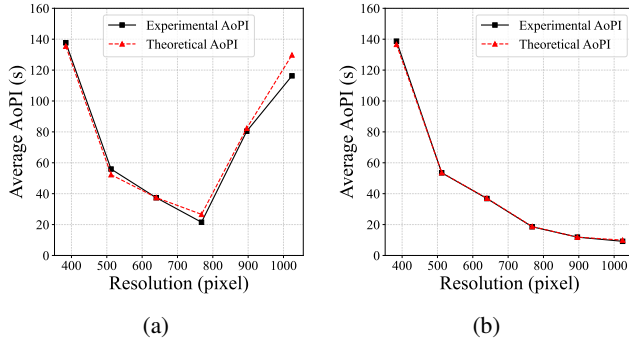 160
140
120
100
80
60
40
20
0
Average AoPI (s)
Experimental AoPI
Theoretical AoPI
400 500 600 700 800 900 1000
Resolution (pixel)
(a)
160
140
120
100
80
60
40
20
0
Average AoPI (s)
Experimental AoPI
Theoretical AoPI
400 500 600 700 800 900 1000
Resolution (pixel)
(b)